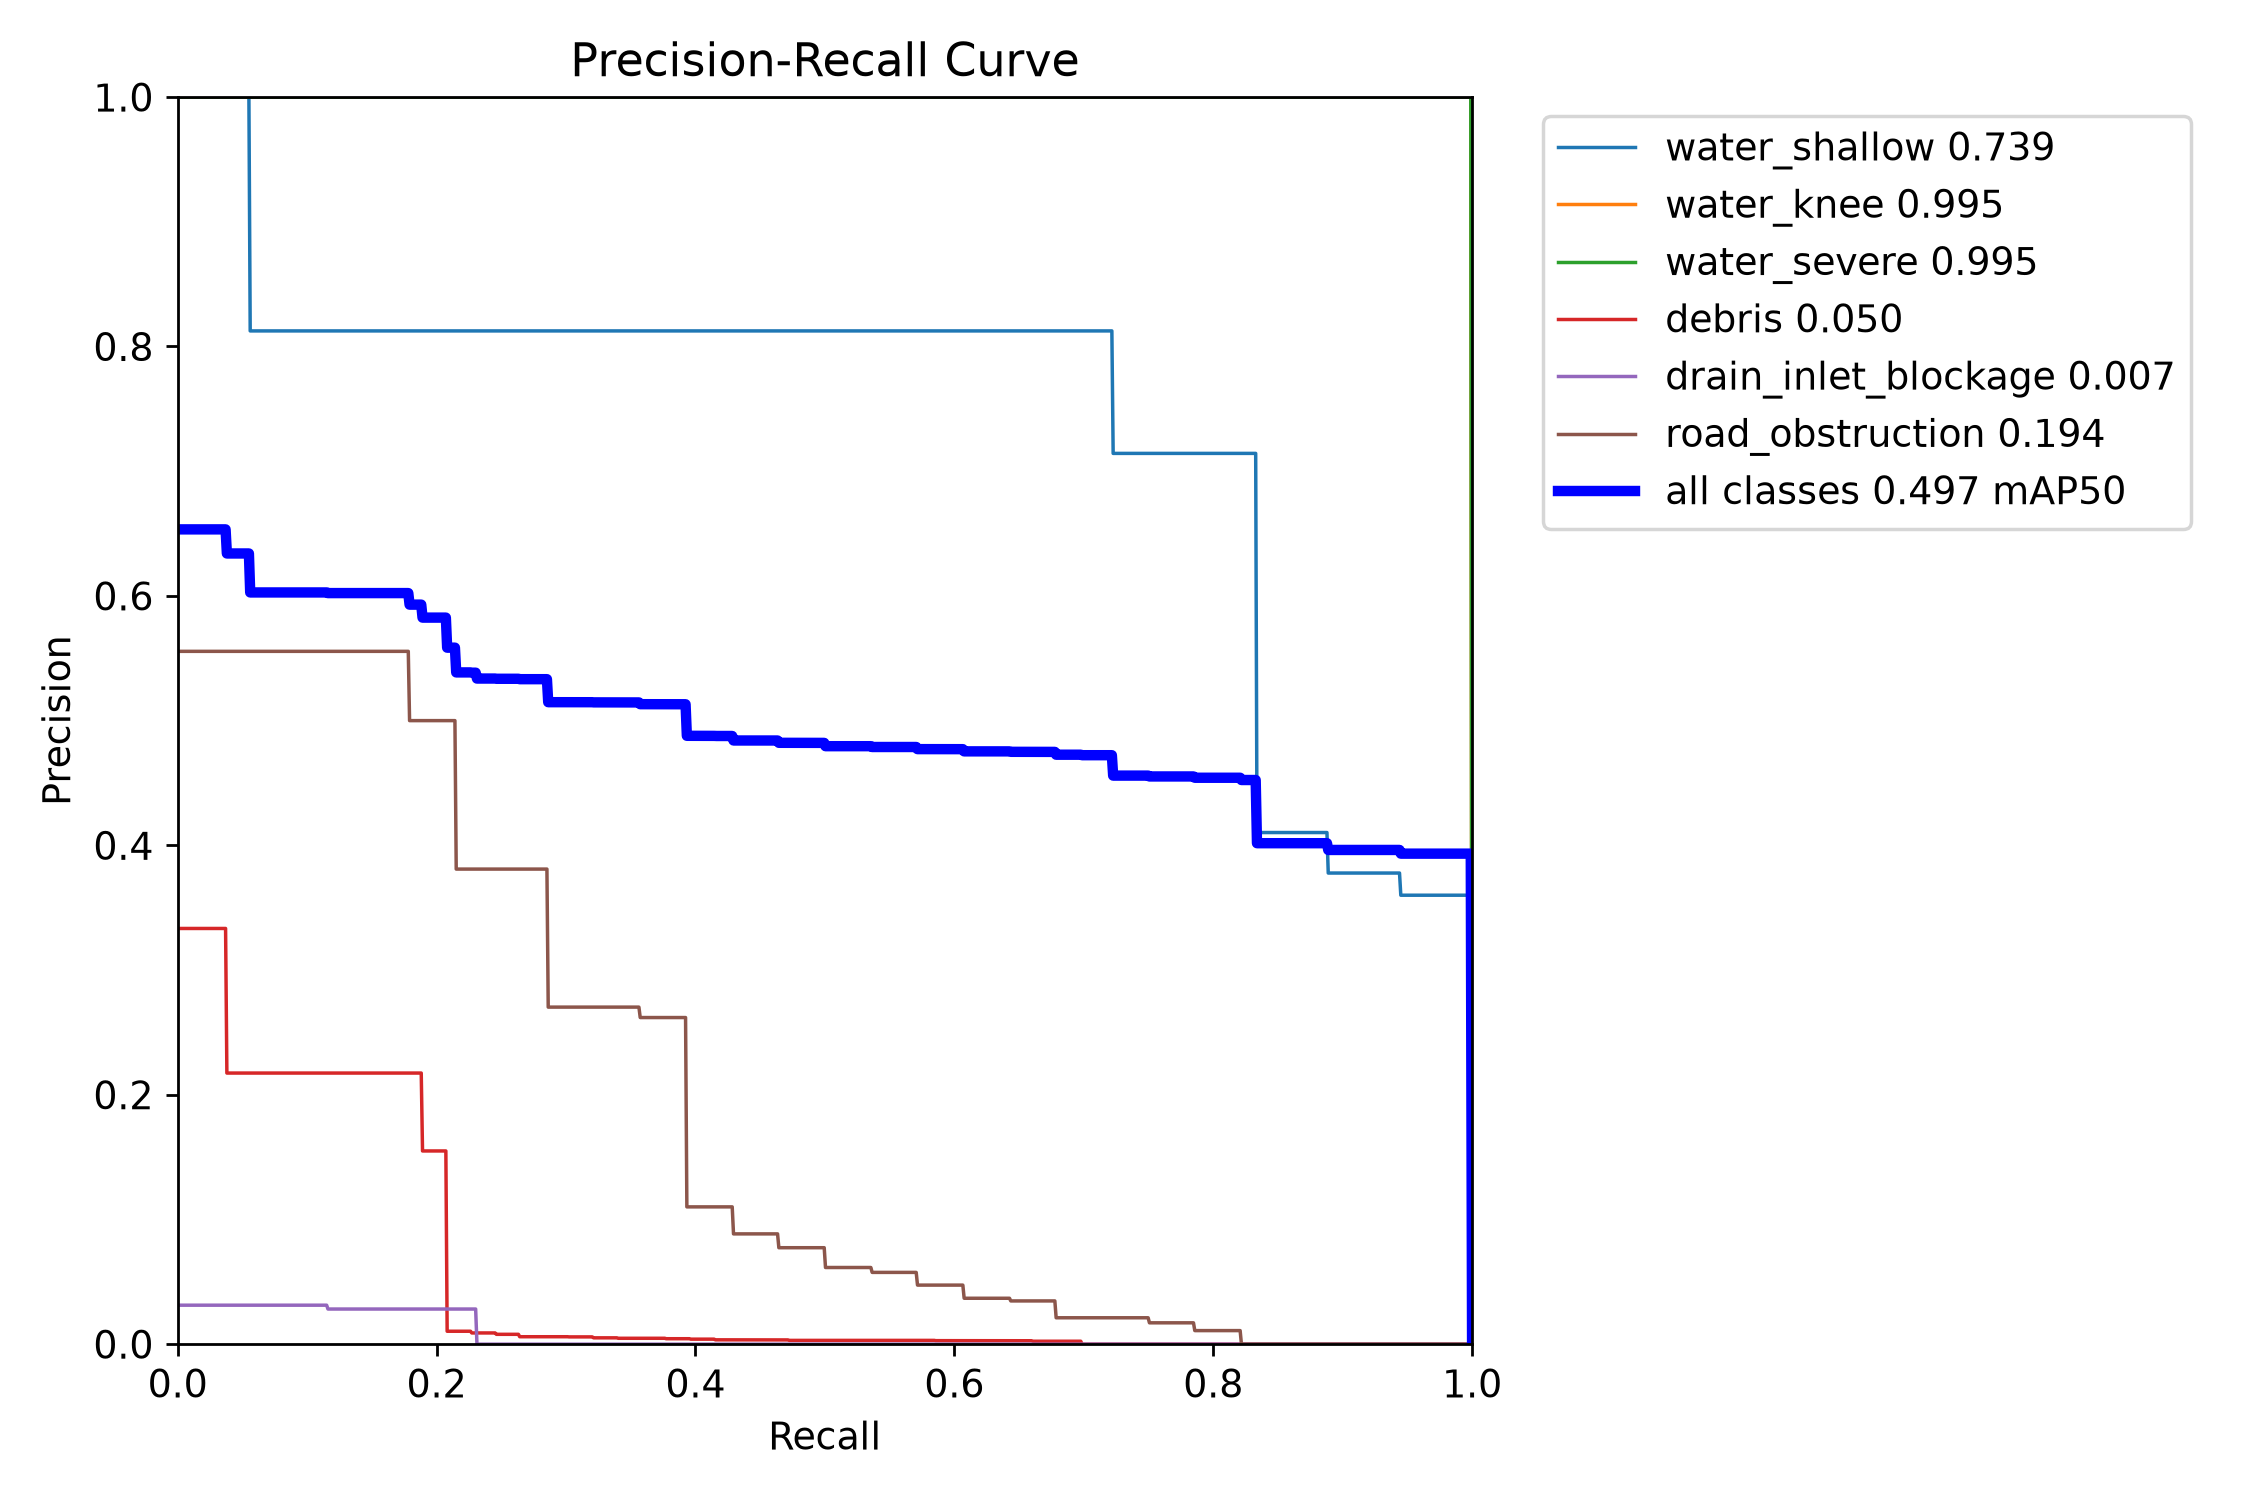 Precision-Recall Curve
1.0
0.8
0.6
0.4
0.2
0.0
Precision
0.0 0.2 0.4 0.6 0.8 1.0
Recall
water_shallow 0.739
water_knee 0.995
water_severe 0.995
debris 0.050
drain_inlet_blockage 0.007
road_obstruction 0.194
all classes 0.497 mAP50